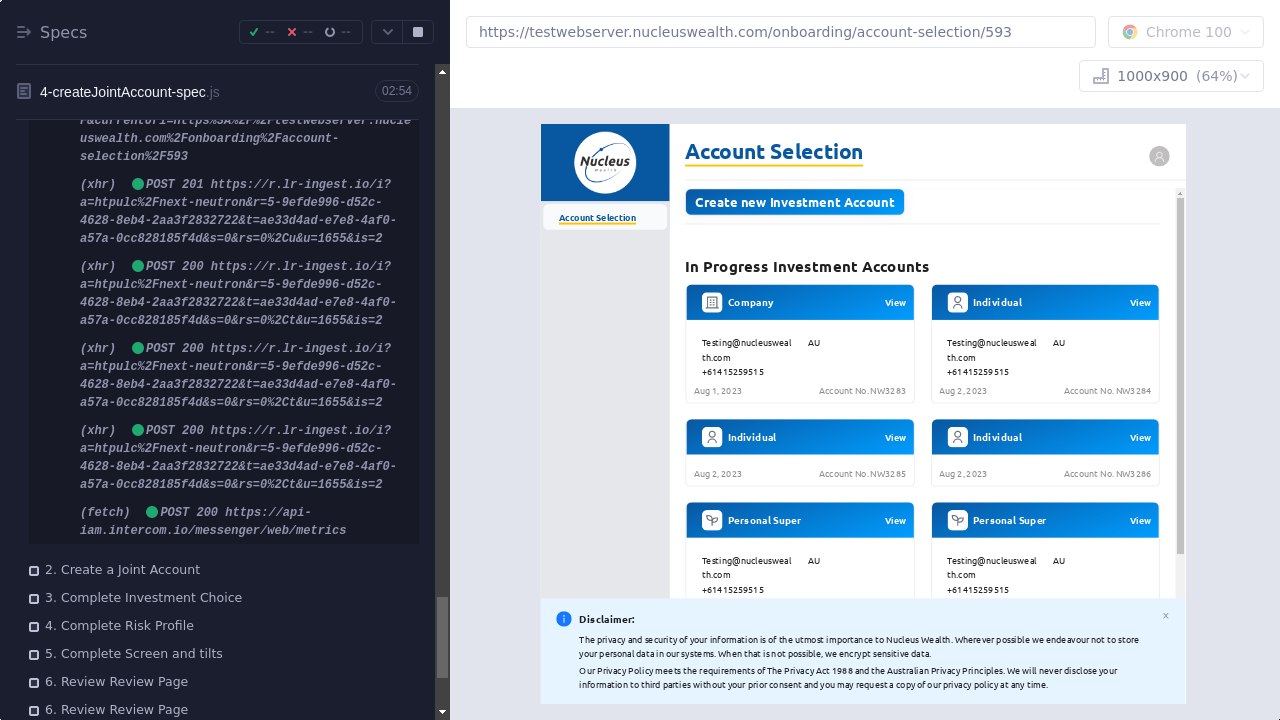 Specs
-- -- --
4-createJointAccount-spec.js
02:54
r&currentUrl=https%3A%2F%2Ftestwebserver.nucle
uswealth.com%2Fonboarding%2Faccount-
selection%2F593
(xhr) POST 201 https://r.lr-ingest.io/i?
a=htpulc%2Fnext-neutron&r=5-9efde996-d52c-
4628-8eb4-2aa3f2832722&t=ae33d4ad-e7e8-4af0-
a57a-0cc828185f4d&s=0&rs=0%2Cu&u=1655&is=2
(xhr) POST 200 https://r.lr-ingest.io/i?
a=htpulc%2Fnext-neutron&r=5-9efde996-d52c-
4628-8eb4-2aa3f2832722&t=ae33d4ad-e7e8-4af0-
a57a-0cc828185f4d&s=0&rs=0%2Ct&u=1655&is=2
(xhr) POST 200 https://r.lr-ingest.io/i?
a=htpulc%2Fnext-neutron&r=5-9efde996-d52c-
4628-8eb4-2aa3f2832722&t=ae33d4ad-e7e8-4af0-
a57a-0cc828185f4d&s=0&rs=0%2Ct&u=1655&is=2
(xhr) POST 200 https://r.lr-ingest.io/i?
a=htpulc%2Fnext-neutron&r=5-9efde996-d52c-
4628-8eb4-2aa3f2832722&t=ae33d4ad-e7e8-4af0-
a57a-0cc828185f4d&s=0&rs=0%2Ct&u=1655&is=2
(fetch) POST 200 https://api-
iam.intercom.io/messenger/web/metrics
2. Create a Joint Account
3. Complete Investment Choice
4. Complete Risk Profile
5. Complete Screen and tilts
6. Review Review Page
6. Review Review Page
https://testwebserver.nucleuswealth.com/onboarding/account-selection/593
Chrome 100
1000x900 (64%)
Nucleus
Wealth
Account Selection
Account Selection
Create new Investment Account
In Progress Investment Accounts
Company View
Testing@nucleusweal AU
th.com
+61415259515
Aug 1, 2023 Account No. NW3283
Individual View
Testing@nucleusweal AU
th.com
+61415259515
Aug 2, 2023 Account No. NW3284
Individual View
Aug 2, 2023 Account No. NW3285
Individual View
Aug 2, 2023 Account No. NW3286
Personal Super View
Testing@nucleusweal AU
th.com
+61415259515
Personal Super View
Testing@nucleusweal AU
th.com
+61415259515
Disclaimer:
The privacy and security of your information is of the utmost importance to Nucleus Wealth. Wherever possible we endeavour not to store
your personal data in our systems. When that is not possible, we encrypt sensitive data.
Our Privacy Policy meets the requirements of The Privacy Act 1988 and the Australian Privacy Principles. We will never disclose your
information to third parties without your prior consent and you may request a copy of our privacy policy at any time.